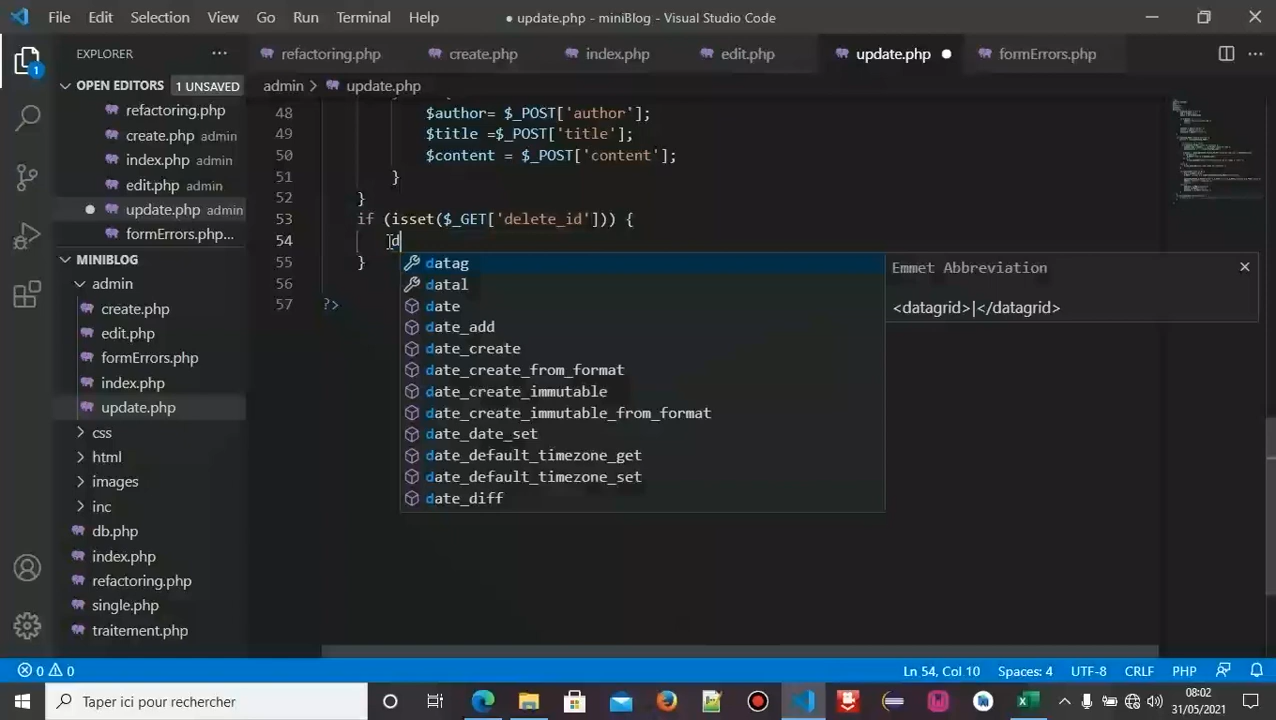 File Edit Selection View Go Run Terminal Help ● update.php - miniBlog - Visual Studio Code
EXPLORER ... refactoring.php create.php index.php edit.php update.php ● formErrors.php ...
OPEN EDITORS 1 UNSAVED
admin > update.php
refactoring.php
create.php admin
index.php admin
edit.php admin
● update.php admin
formErrors.php...
MINIBLOG
admin
create.php
edit.php
formErrors.php
index.php
update.php
css
html
images
inc
db.php
index.php
refactoring.php
single.php
traitement.php
48 $author= $_POST['author'];
49 $title =$_POST['title'];
50 $content = $_POST['content'];
51 }
52 }
53 if (isset($_GET['delete_id'])) {
54 d
55 }
56
57 ?>
datag
datal
date
date_add
date_create
date_create_from_format
date_create_immutable
date_create_immutable_from_format
date_date_set
date_default_timezone_get
date_default_timezone_set
date_diff
Emmet Abbreviation
<datagrid>|</datagrid>
1
0 0 Ln 54, Col 10 Spaces: 4 UTF-8 CRLF PHP
Taper ici pour rechercher
08:02
31/05/2021